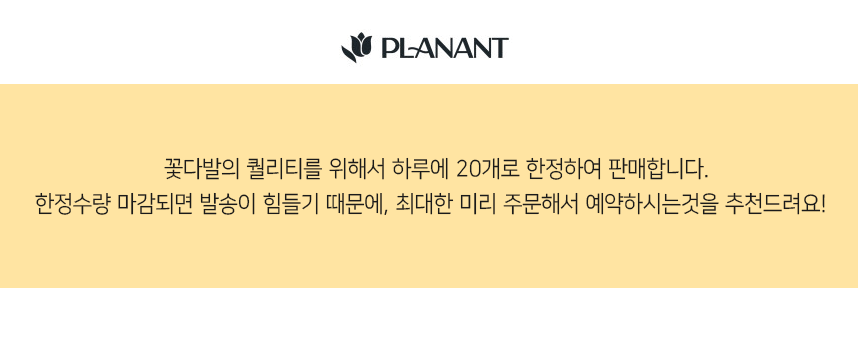 PLANANT
꽃다발의 퀄리티를 위해서 하루에 20개로 한정하여 판매합니다.
한정수량 마감되면 발송이 힘들기 때문에, 최대한 미리 주문해서 예약하시는것을 추천드려요!